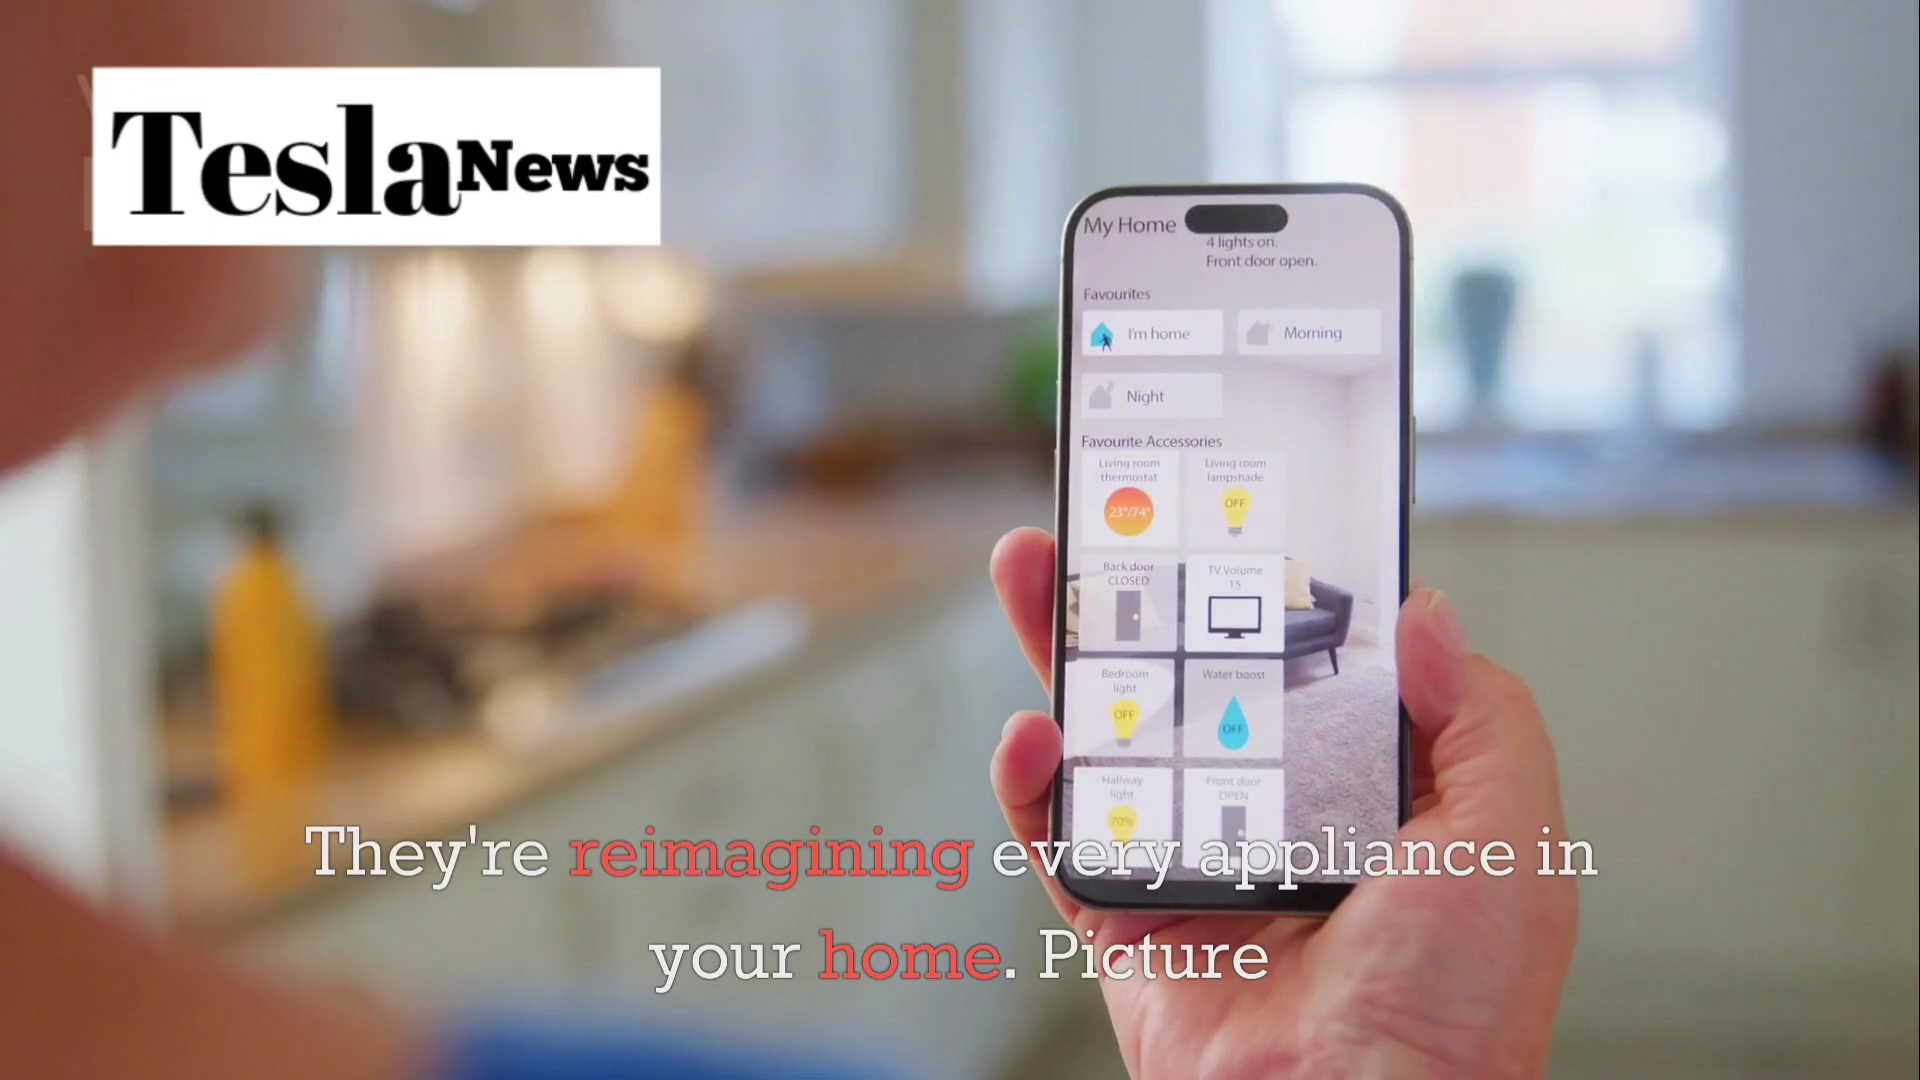 TeslaNews
My Home
4 lights on.
Front door open.
Favourites
I'm home
Morning
Night
Favourite Accessories
Living room
thermostat
23°/74°
Living room
lampshade
OFF
Back door
CLOSED
TV Volume
15
Bedroom
light
OFF
Water boost
OFF
Hallway
light
70%
Front door
OPEN
They're reimagining every appliance in
your home. Picture